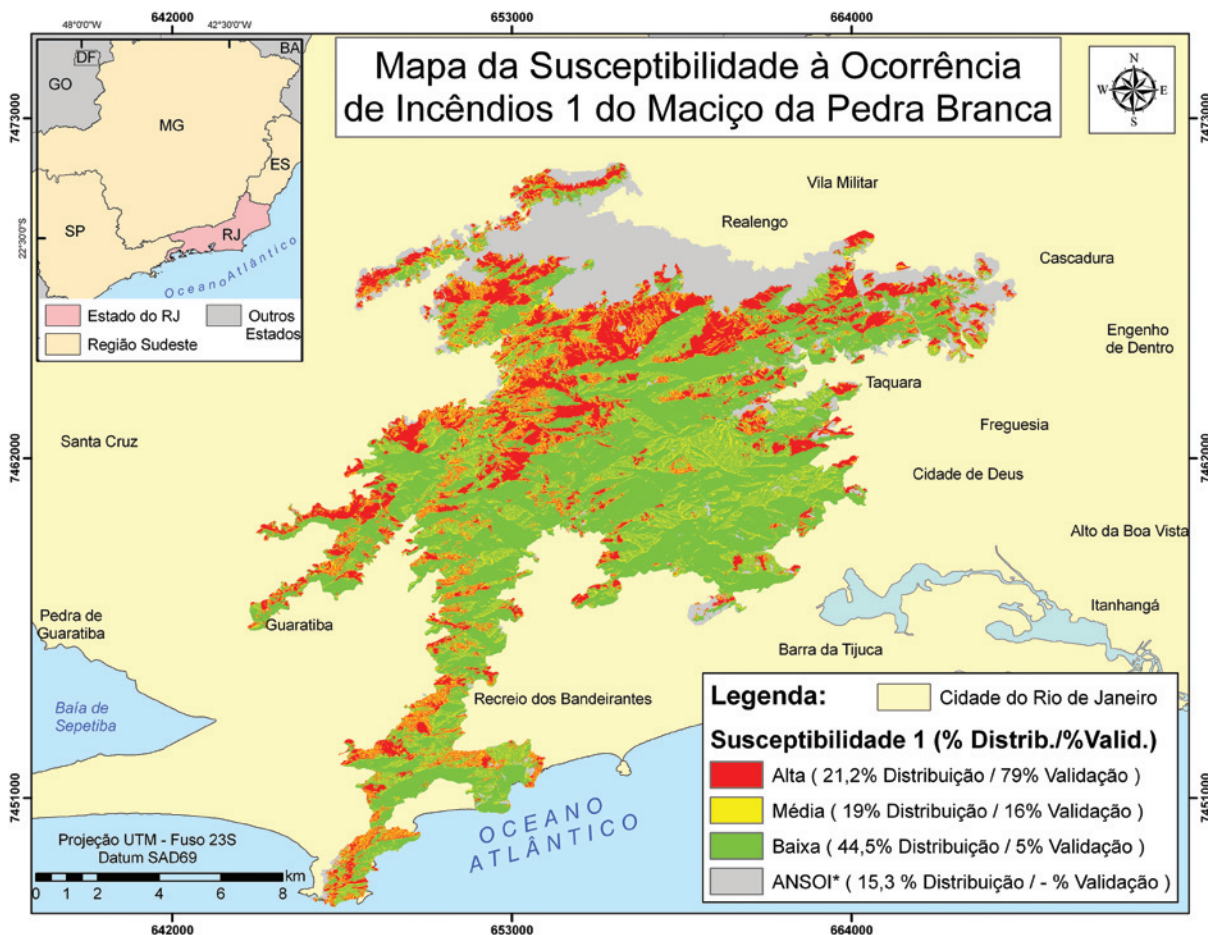 642000
653000
664000
48°0'0"W
42°30'0"W
22°30'0"S
DF
GO
BA
MG
ES
SP
RJ
Oceano Atlântico
Estado do RJ
Outros
Estados
Região Sudeste
Mapa da Susceptibilidade à Ocorrência
de Incêndios 1 do Maciço da Pedra Branca
N
W
E
S
7473000
7473000
Vila Militar
Realengo
Cascadura
Engenho
de Dentro
Taquara
Freguesia
Santa Cruz
Cidade de Deus
7462000
7462000
Alto da Boa Vista
Itanhangá
Pedra de
Guaratiba
Guaratiba
Barra da Tijuca
Recreio dos Bandeirantes
Baía de
Sepetiba
OCEANO
ATLÂNTICO
7451000
7451000
Projeção UTM - Fuso 23S
Datum SAD69
km
0 1 2 4 6 8
Legenda:
Cidade do Rio de Janeiro
Susceptibilidade 1 (% Distrib./%Valid.)
Alta ( 21,2% Distribuição / 79% Validação )
Média ( 19% Distribuição / 16% Validação )
Baixa ( 44,5% Distribuição / 5% Validação )
ANSOI* ( 15,3 % Distribuição / - % Validação )
642000
653000
664000